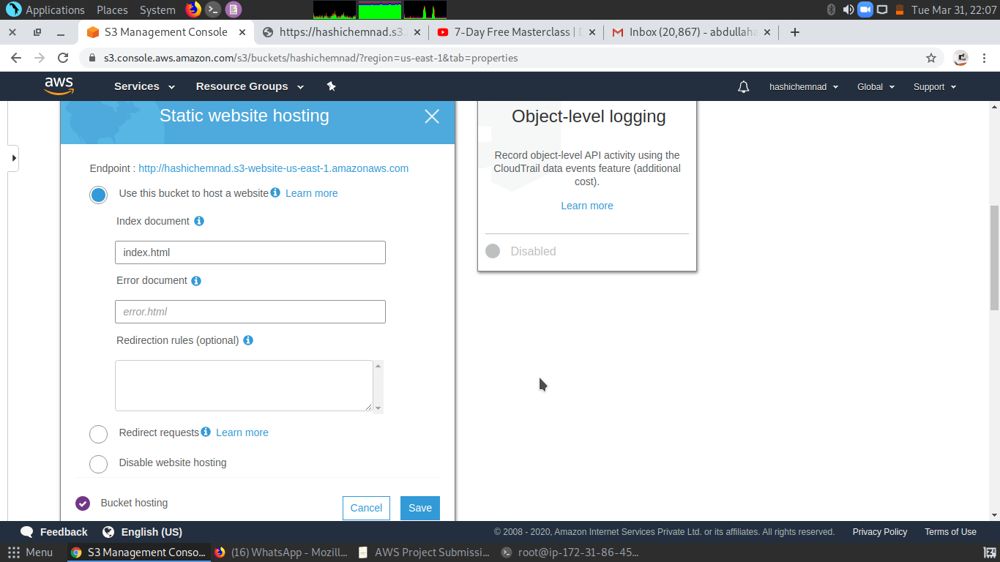 Applications Places System Tue Mar 31, 22:07
S3 Management Console https://hashichemnad.s3. 7-Day Free Masterclass | D Inbox (20,867) - abdullaha
s3.console.aws.amazon.com/s3/buckets/hashichemnad/?region=us-east-1&tab=properties
aws Services Resource Groups hashichemnad Global Support
Static website hosting
Endpoint : http://hashichemnad.s3-website-us-east-1.amazonaws.com
Use this bucket to host a website Learn more
Index document
index.html
Error document
error.html
Redirection rules (optional)
Redirect requests Learn more
Disable website hosting
Bucket hosting
Cancel Save
Object-level logging
Record object-level API activity using the
CloudTrail data events feature (additional
cost).
Learn more
Disabled
Feedback English (US) © 2008 - 2020, Amazon Internet Services Private Ltd. or its affiliates. All rights reserved. Privacy Policy Terms of Use
Menu S3 Management Conso... (16) WhatsApp - Mozill... AWS Project Submissi... root@ip-172-31-86-45...